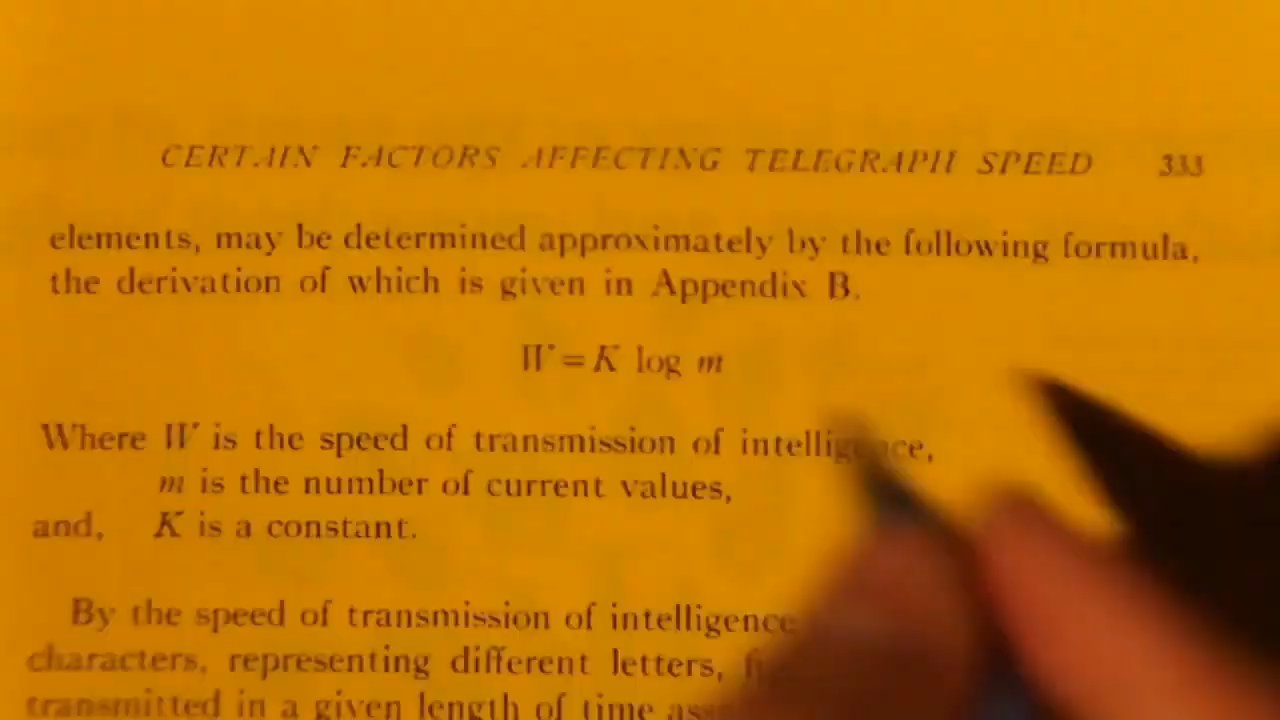 CERTAIN FACTORS AFFECTING TELEGRAPH SPEED 333
elements, may be determined approximately by the following formula,
the derivation of which is given in Appendix B.
W = K log m
Where W is the speed of transmission of intelligence,
m is the number of current values,
and, K is a constant.
By the speed of transmission of intelligence
characters, representing different letters,
transmitted in a given length of time